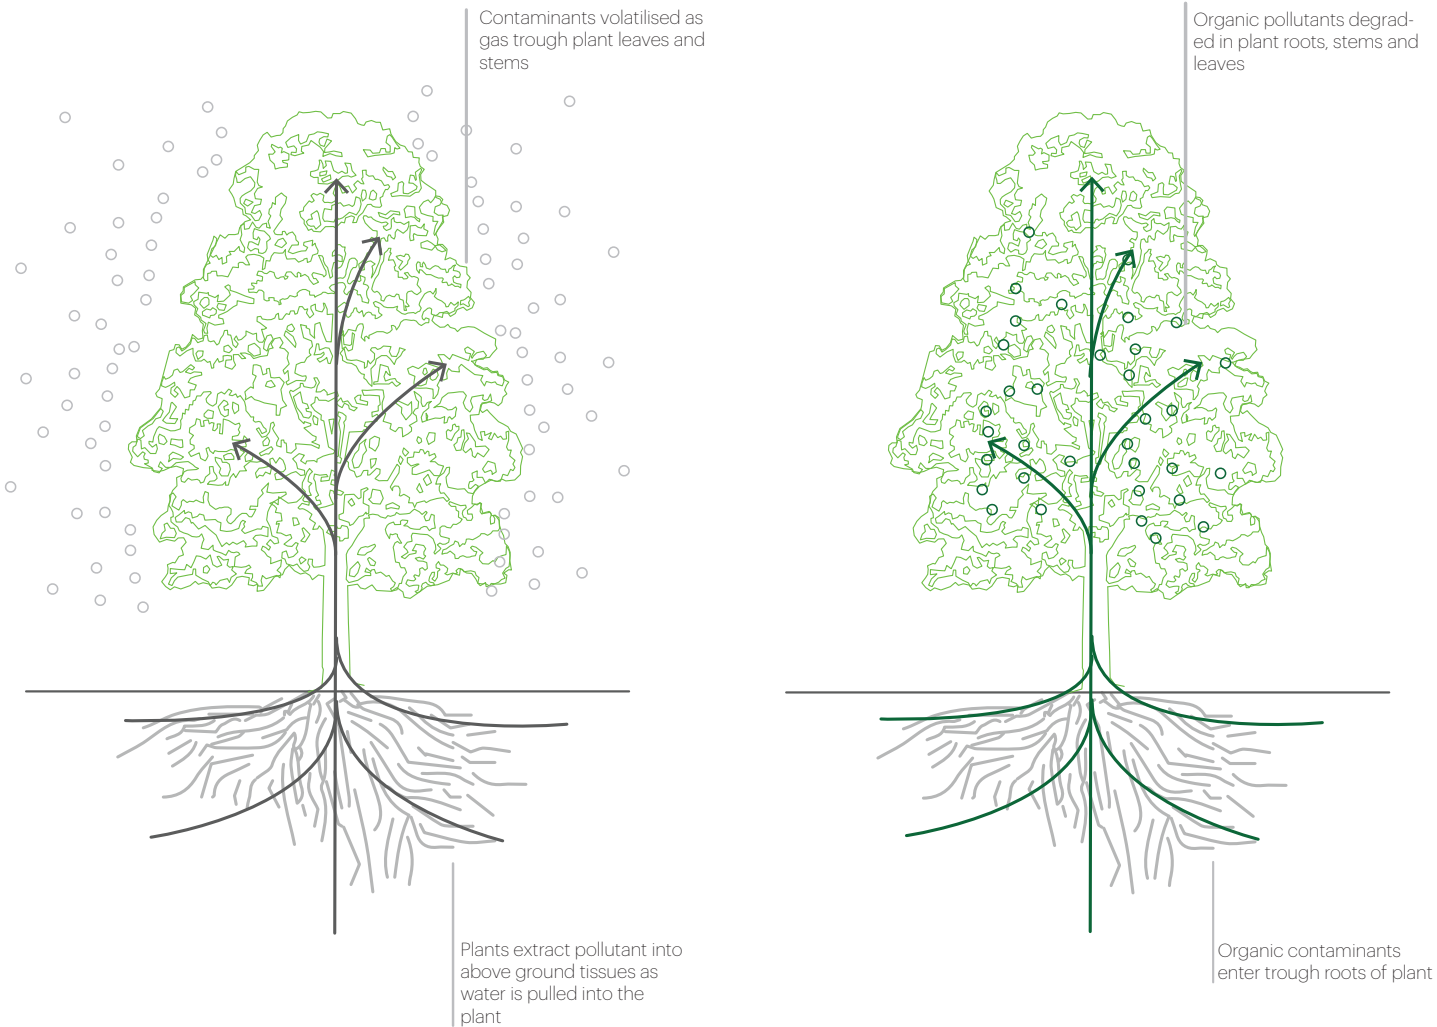 Contaminants volatilised as
gas trough plant leaves and
stems
Organic pollutants degrad-
ed in plant roots, stems and
leaves
Plants extract pollutant into
above ground tissues as
water is pulled into the
plant
Organic contaminants
enter trough roots of plant